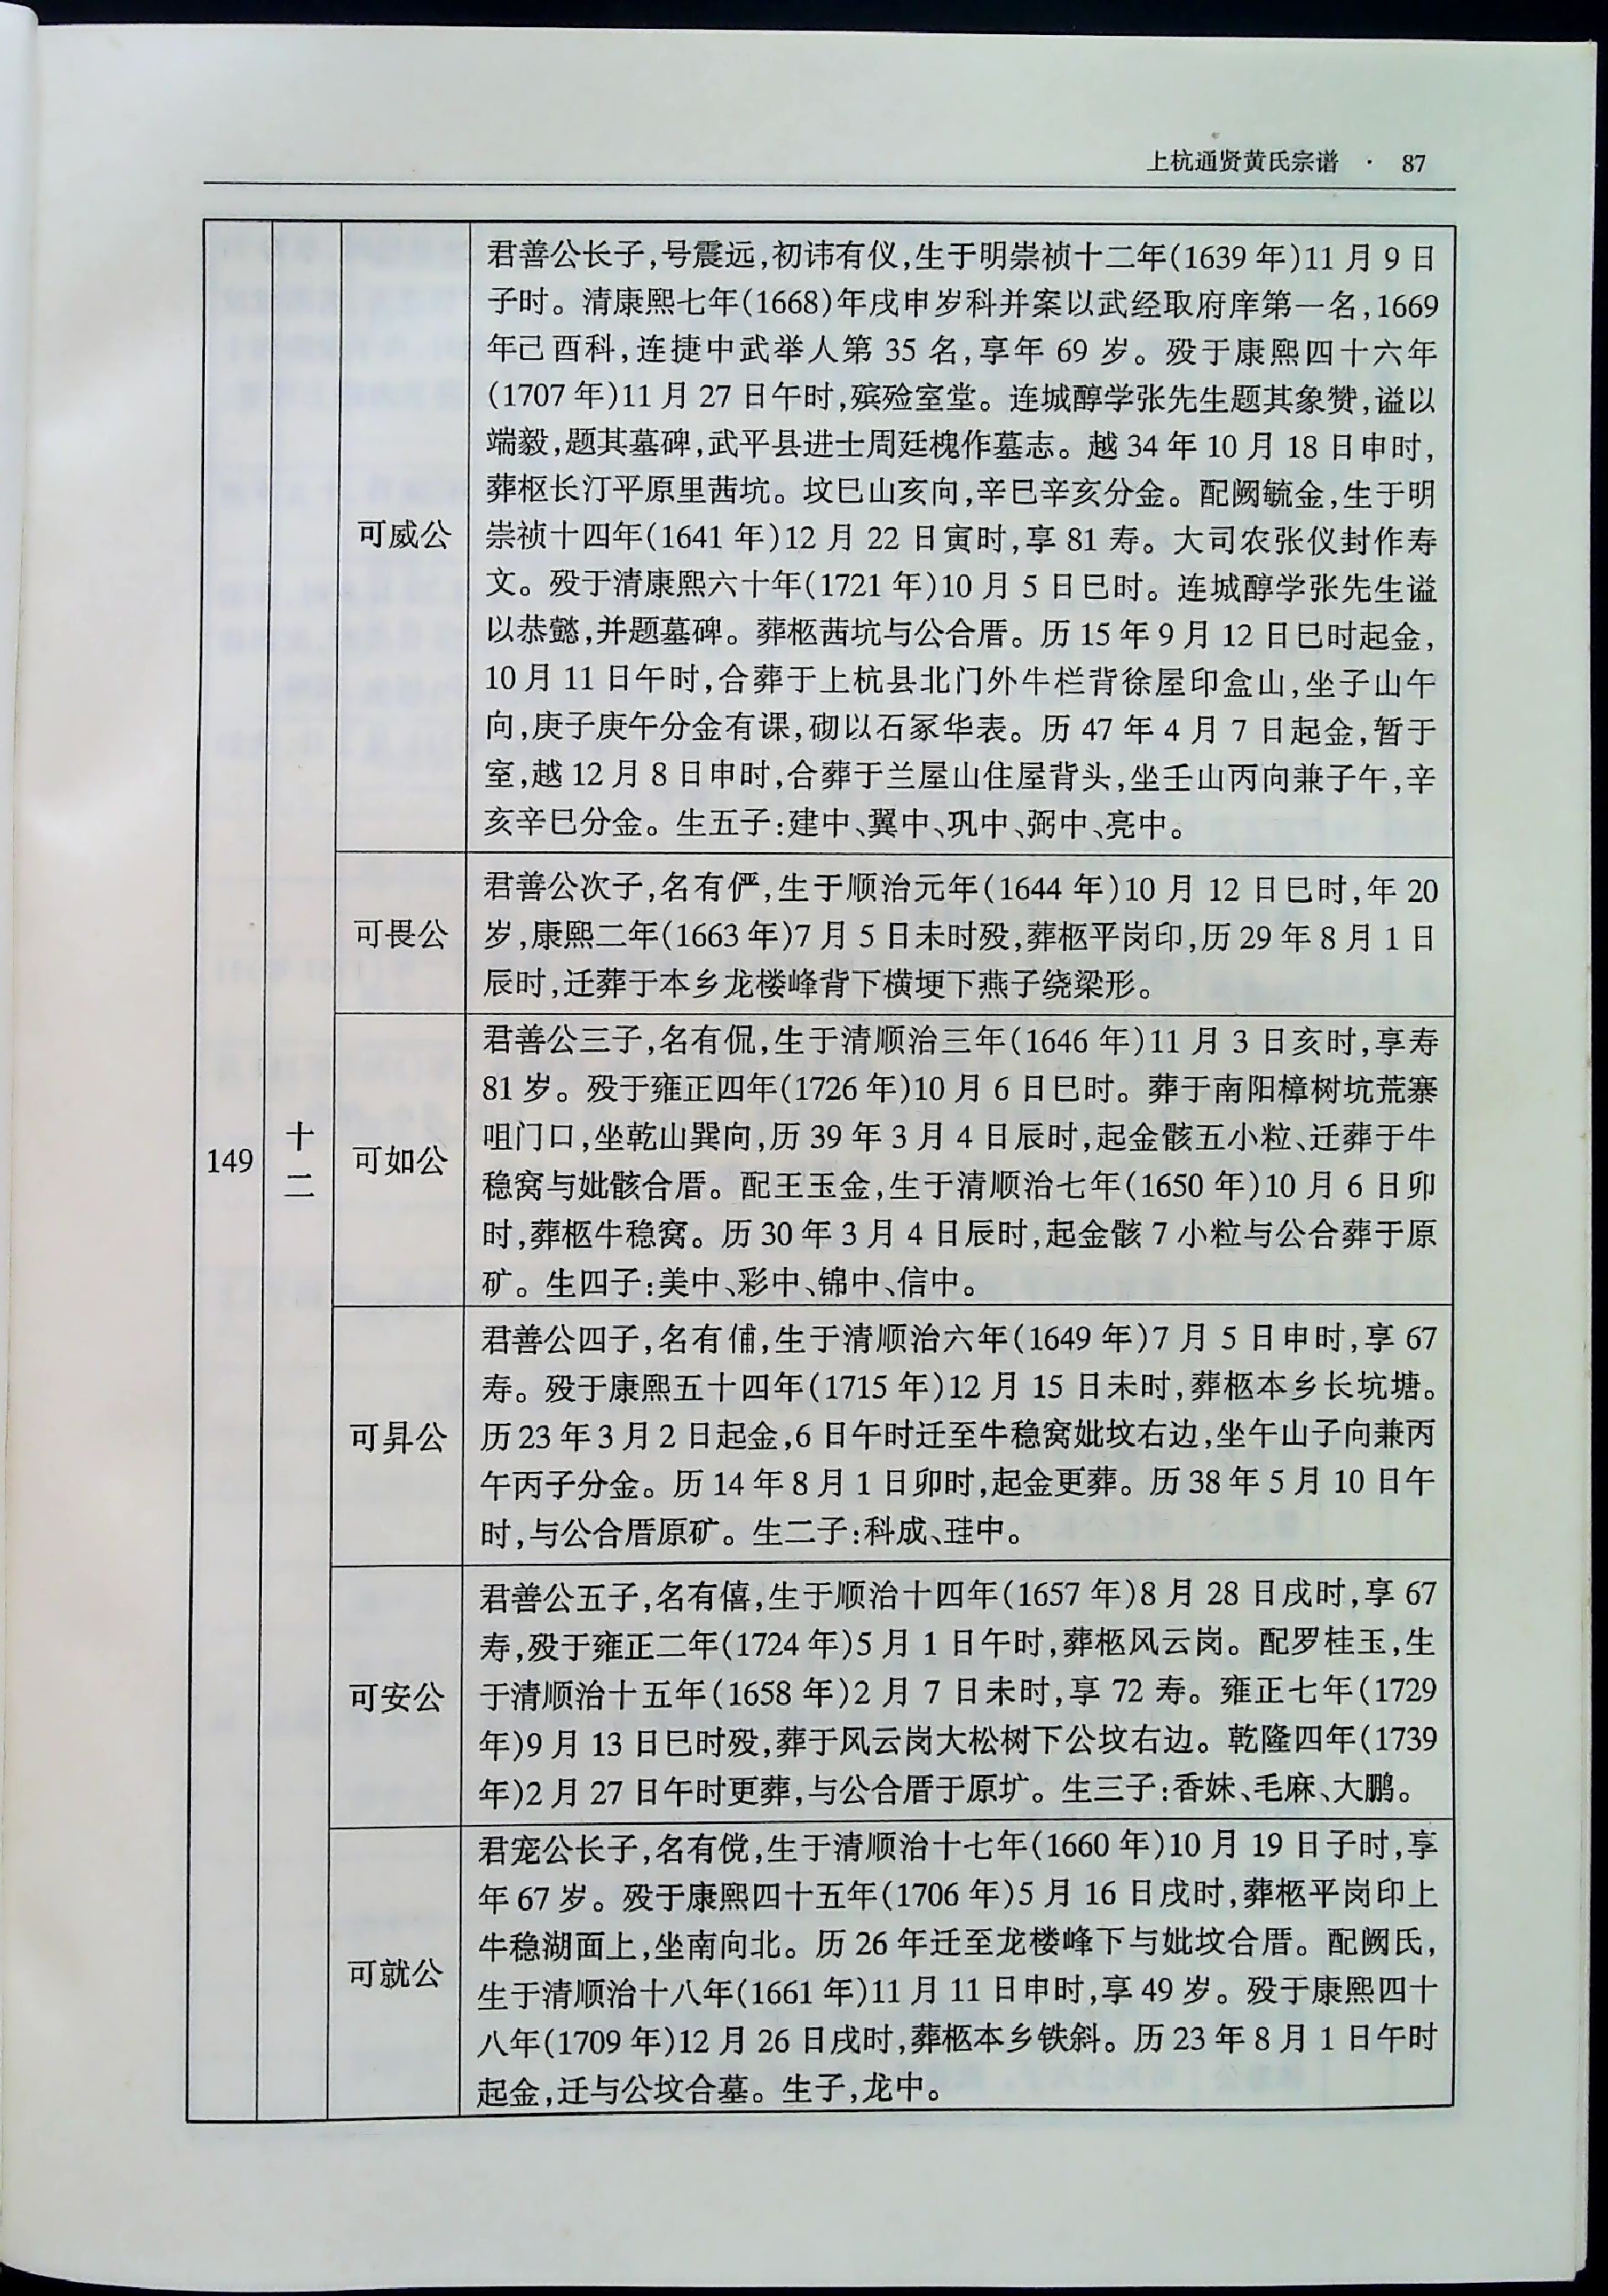 上杭通贤黄氏宗谱 · 87
149
十二
可威公
君善公长子,号震远,初讳有仪,生于明崇祯十二年(1639 年)11 月 9 日
子时。清康熙七年(1668)年戌申岁科并案以武经取府庠第一名,1669
年己酉科,连捷中武举人第 35 名,享年 69 岁。殁于康熙四十六年
(1707 年)11 月 27 日午时,殡殓室堂。连城醇学张先生题其象赞,谥以
端毅,题其墓碑,武平县进士周廷槐作墓志。越 34 年 10 月 18 日申时,
葬柩长汀平原里茜坑。坟巳山亥向,辛巳辛亥分金。配阙毓金,生于明
崇祯十四年(1641 年)12 月 22 日寅时,享 81 寿。大司农张仪封作寿
文。殁于清康熙六十年(1721 年)10 月 5 日巳时。连城醇学张先生谥
以恭懿,并题墓碑。葬柩茜坑与公合厝。历 15 年 9 月 12 日巳时起金,
10 月 11 日午时,合葬于上杭县北门外牛栏背徐屋印盒山,坐子山午
向,庚子庚午分金有课,砌以石冢华表。历 47 年 4 月 7 日起金,暂于
室,越 12 月 8 日申时,合葬于兰屋山住屋背头,坐壬山丙向兼子午,辛
亥辛巳分金。生五子:建中、翼中、巩中、弼中、亮中。
可畏公
君善公次子,名有俨,生于顺治元年(1644 年)10 月 12 日巳时,年 20
岁,康熙二年(1663 年)7 月 5 日未时殁,葬柩平岗印,历 29 年 8 月 1 日
辰时,迁葬于本乡龙楼峰背下横埂下燕子绕梁形。
可如公
君善公三子,名有侃,生于清顺治三年(1646 年)11 月 3 日亥时,享寿
81 岁。殁于雍正四年(1726 年)10 月 6 日巳时。葬于南阳樟树坑荒寨
咀门口,坐乾山巽向,历 39 年 3 月 4 日辰时,起金骸五小粒、迁葬于牛
稳窝与妣骸合厝。配王玉金,生于清顺治七年(1650 年)10 月 6 日卯
时,葬柩牛稳窝。历 30 年 3 月 4 日辰时,起金骸 7 小粒与公合葬于原
矿。生四子:美中、彩中、锦中、信中。
可昇公
君善公四子,名有俌,生于清顺治六年(1649 年)7 月 5 日申时,享 67
寿。殁于康熙五十四年(1715 年)12 月 15 日未时,葬柩本乡长坑塘。
历 23 年 3 月 2 日起金,6 日午时迁至牛稳窝妣坟右边,坐午山子向兼丙
午丙子分金。历 14 年 8 月 1 日卯时,起金更葬。历 38 年 5 月 10 日午
时,与公合厝原矿。生二子:科成、珪中。
可安公
君善公五子,名有僖,生于顺治十四年(1657 年)8 月 28 日戌时,享 67
寿,殁于雍正二年(1724 年)5 月 1 日午时,葬柩风云岗。配罗桂玉,生
于清顺治十五年(1658 年)2 月 7 日未时,享 72 寿。雍正七年(1729
年)9 月 13 日巳时殁,葬于风云岗大松树下公坟右边。乾隆四年(1739
年)2 月 27 日午时更葬,与公合厝于原圹。生三子:香妹、毛麻、大鹏。
可就公
君宠公长子,名有傥,生于清顺治十七年(1660 年)10 月 19 日子时,享
年 67 岁。殁于康熙四十五年(1706 年)5 月 16 日戌时,葬柩平岗印上
牛稳湖面上,坐南向北。历 26 年迁至龙楼峰下与妣坟合厝。配阙氏,
生于清顺治十八年(1661 年)11 月 11 日申时,享 49 岁。殁于康熙四十
八年(1709 年)12 月 26 日戌时,葬柩本乡铁斜。历 23 年 8 月 1 日午时
起金,迁与公坟合墓。生子,龙中。